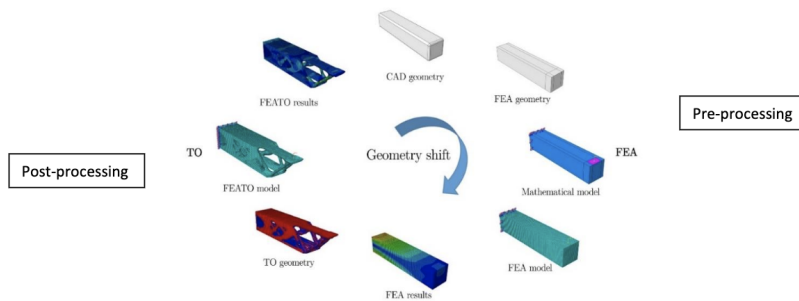 CAD geometry
FEATO results
FEA geometry
Pre-processing
TO
Geometry shift
FEA
Post-processing
FEATO model
Mathematical model
TO geometry
FEA model
FEA results